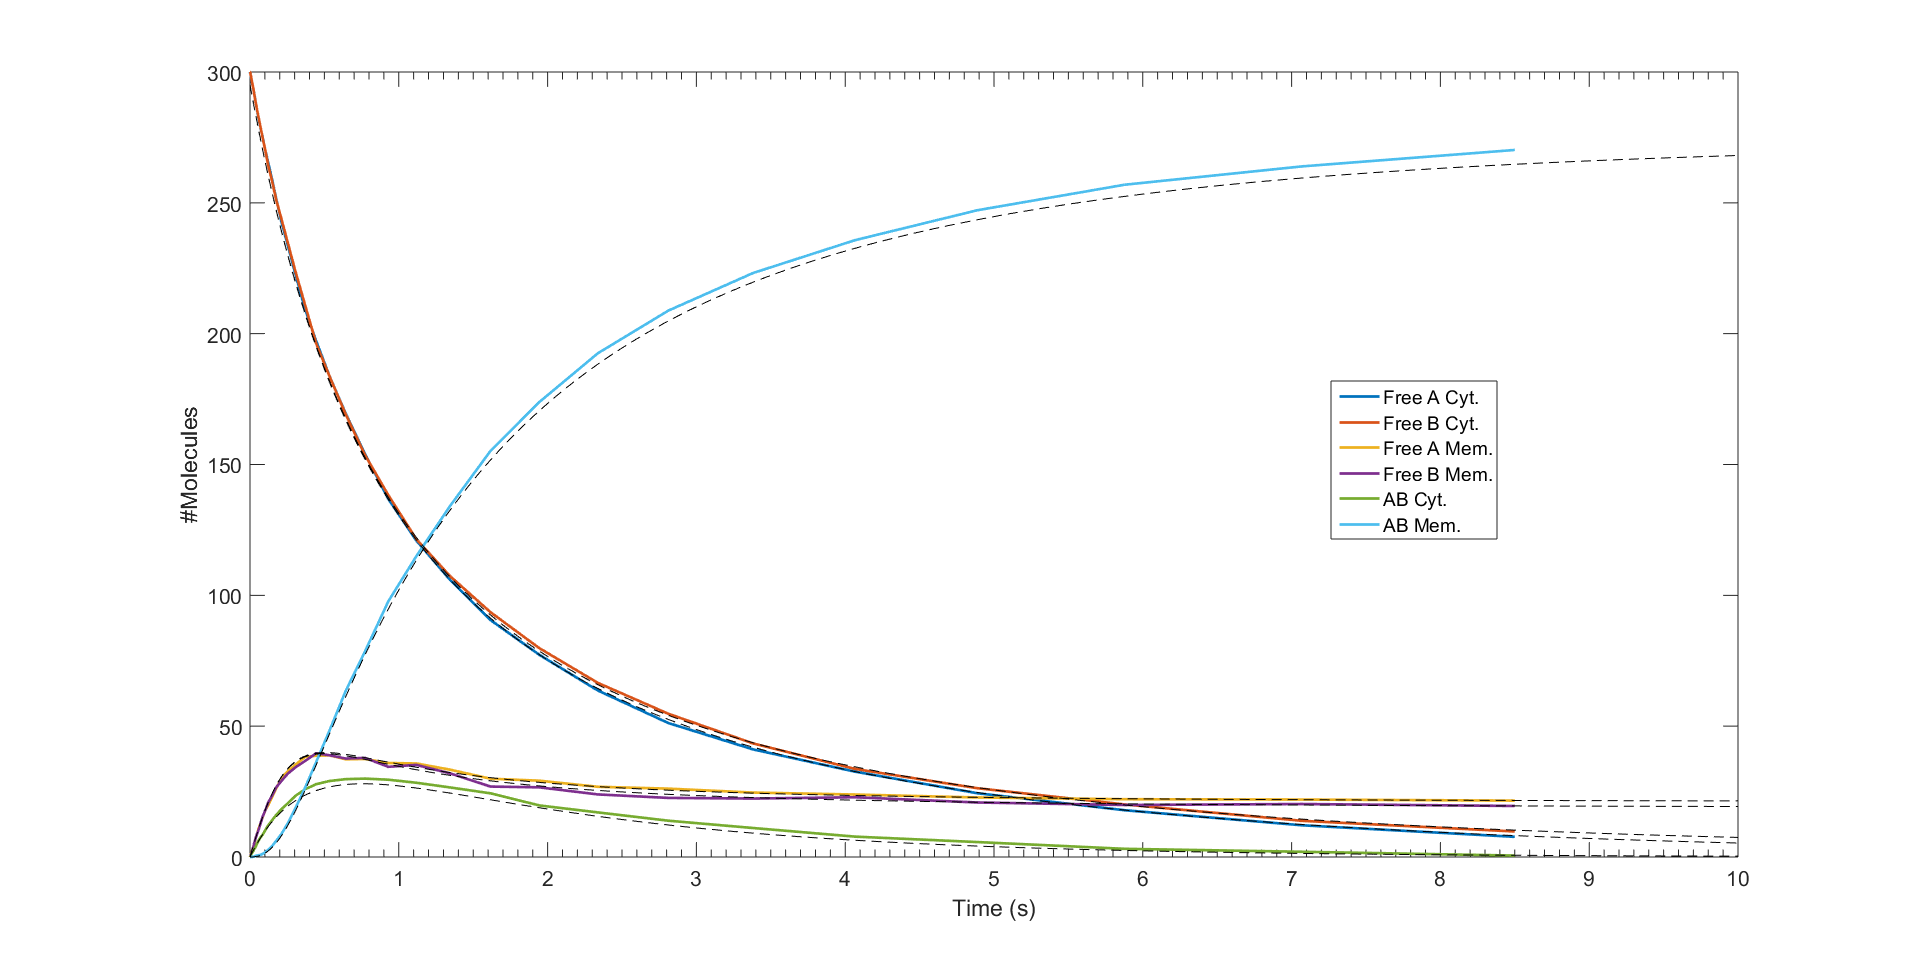 300
250
200
150
100
50
0
#Molecules
0 1 2 3 4 5 6 7 8 9 10
Time (s)
Free A Cyt.
Free B Cyt.
Free A Mem.
Free B Mem.
AB Cyt.
AB Mem.